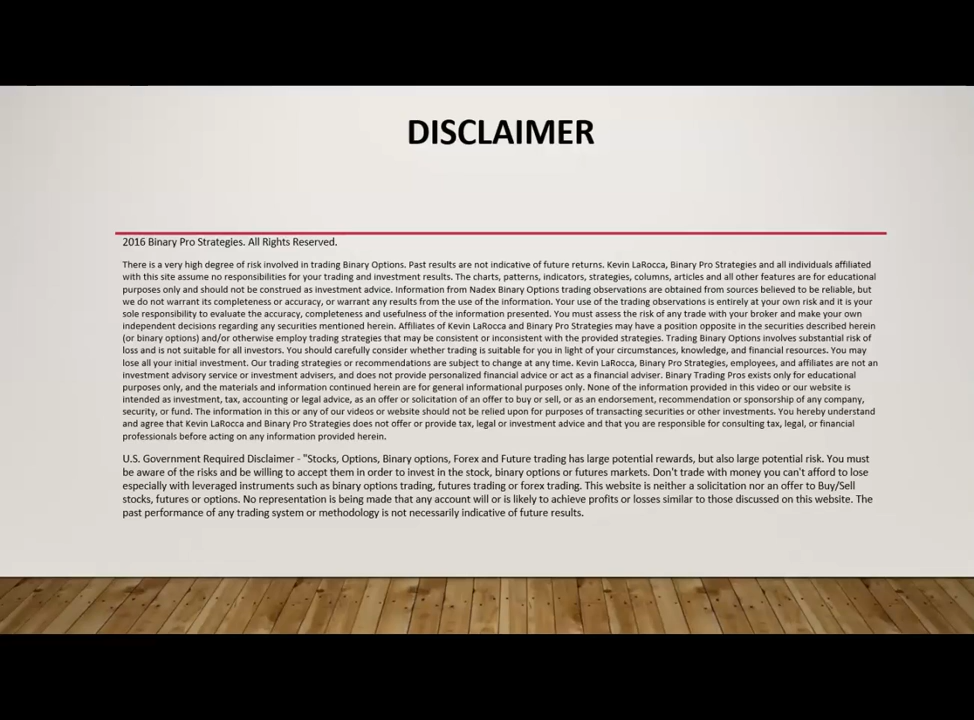 DISCLAIMER
2016 Binary Pro Strategies. All Rights Reserved.
There is a very high degree of risk involved in trading Binary Options. Past results are not indicative of future returns. Kevin LaRocca, Binary Pro Strategies and all individuals affiliated
with this site assume no responsibilities for your trading and investment results. The charts, patterns, indicators, strategies, columns, articles and all other features are for educational
purposes only and should not be construed as investment advice. Information from Nadex Binary Options trading observations are obtained from sources believed to be reliable, but
we do not warrant its completeness or accuracy, or warrant any results from the use of the information. Your use of the trading observations is entirely at your own risk and it is your
sole responsibility to evaluate the accuracy, completeness and usefulness of the information presented. You must assess the risk of any trade with your broker and make your own
independent decisions regarding any securities mentioned herein. Affiliates of Kevin LaRocca and Binary Pro Strategies may have a position opposite in the securities described herein
(or binary options) and/or otherwise employ trading strategies that may be consistent or inconsistent with the provided strategies. Trading Binary Options involves substantial risk of
loss and is not suitable for all investors. You should carefully consider whether trading is suitable for you in light of your circumstances, knowledge, and financial resources. You may
lose all your initial investment. Our trading strategies or recommendations are subject to change at any time. Kevin LaRocca, Binary Pro Strategies, employees, and affiliates are not an
investment advisory service or investment advisers, and does not provide personalized financial advice or act as a financial adviser. Binary Trading Pros exists only for educational
purposes only, and the materials and information continued herein are for general informational purposes only. None of the information provided in this video or our website is
intended as investment, tax, accounting or legal advice, as an offer or solicitation of an offer to buy or sell, or as an endorsement, recommendation or sponsorship of any company,
security, or fund. The information in this or any of our videos or website should not be relied upon for purposes of transacting securities or other investments. You hereby understand
and agree that Kevin LaRocca and Binary Pro Strategies does not offer or provide tax, legal or investment advice and that you are responsible for consulting tax, legal, or financial
professionals before acting on any information provided herein.
U.S. Government Required Disclaimer - "Stocks, Options, Binary options, Forex and Future trading has large potential rewards, but also large potential risk. You must
be aware of the risks and be willing to accept them in order to invest in the stock, binary options or futures markets. Don't trade with money you can't afford to lose
especially with leveraged instruments such as binary options trading, futures trading or forex trading. This website is neither a solicitation nor an offer to Buy/Sell
stocks, futures or options. No representation is being made that any account will or is likely to achieve profits or losses similar to those discussed on this website. The
past performance of any trading system or methodology is not necessarily indicative of future results.